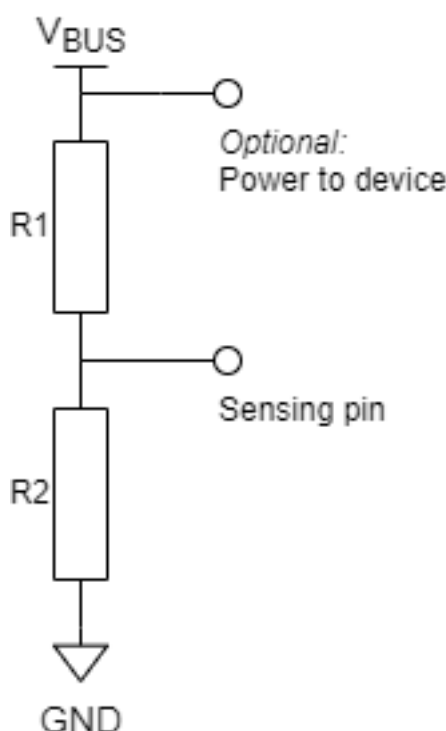 VBUS
Optional:
Power to device
R1
Sensing pin
R2
GND